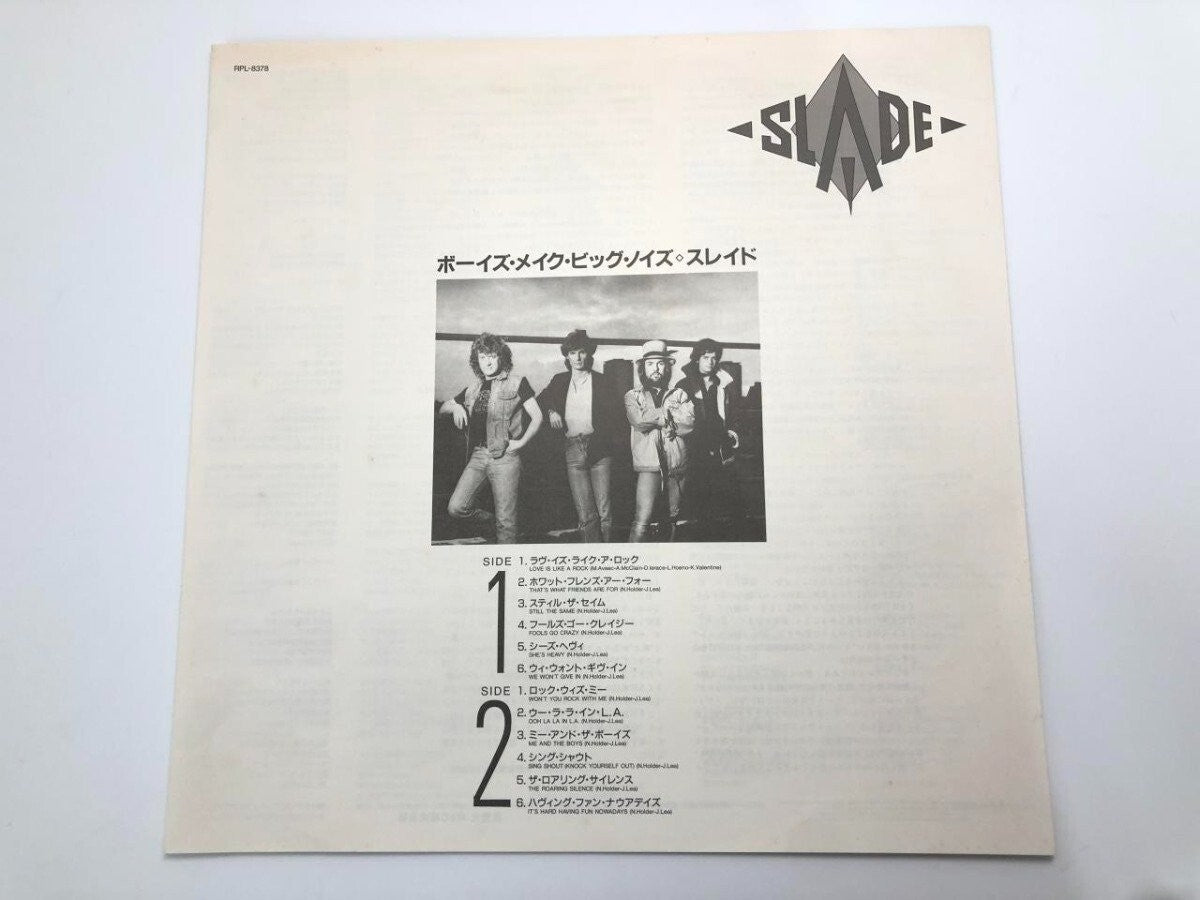 RPL-8378
SLADE
ボーイズ・メイク・ビッグ・ノイズ◇スレイド
SIDE 1
1. ラヴ・イズ・ライク・ア・ロック
LOVE IS LIKE A ROCK (M.Avsec-A.McClain-D.Ierace-L.Hoeno-K.Valentine)
2. ホワット・フレンズ・アー・フォー
THAT'S WHAT FRIENDS ARE FOR (N.Holder-J.Lea)
3. スティル・ザ・セイム
STILL THE SAME (N.Holder-J.Lea)
4. フールズ・ゴー・クレイジー
FOOLS GO CRAZY (N.Holder-J.Lea)
5. シーズ・ヘヴィ
SHE'S HEAVY (N.Holder-J.Lea)
6. ウィ・ウォント・ギヴ・イン
WE WON'T GIVE IN (N.Holder-J.Lea)
SIDE 2
1. ロック・ウィズ・ミー
WON'T YOU ROCK WITH ME (N.Holder-J.Lea)
2. ウー・ラ・ラ・イン・L.A.
OOH LA LA IN L.A. (N.Holder-J.Lea)
3. ミー・アンド・ザ・ボーイズ
ME AND THE BOYS (N.Holder-J.Lea)
4. シング・シャウト
SING SHOUT (KNOCK YOURSELF OUT) (N.Holder-J.Lea)
5. ザ・ロアリング・サイレンス
THE ROARING SILENCE (N.Holder-J.Lea)
6. ハヴィング・ファン・ナウアデイズ
IT'S HARD HAVING FUN NOWADAYS (N.Holder-J.Lea)